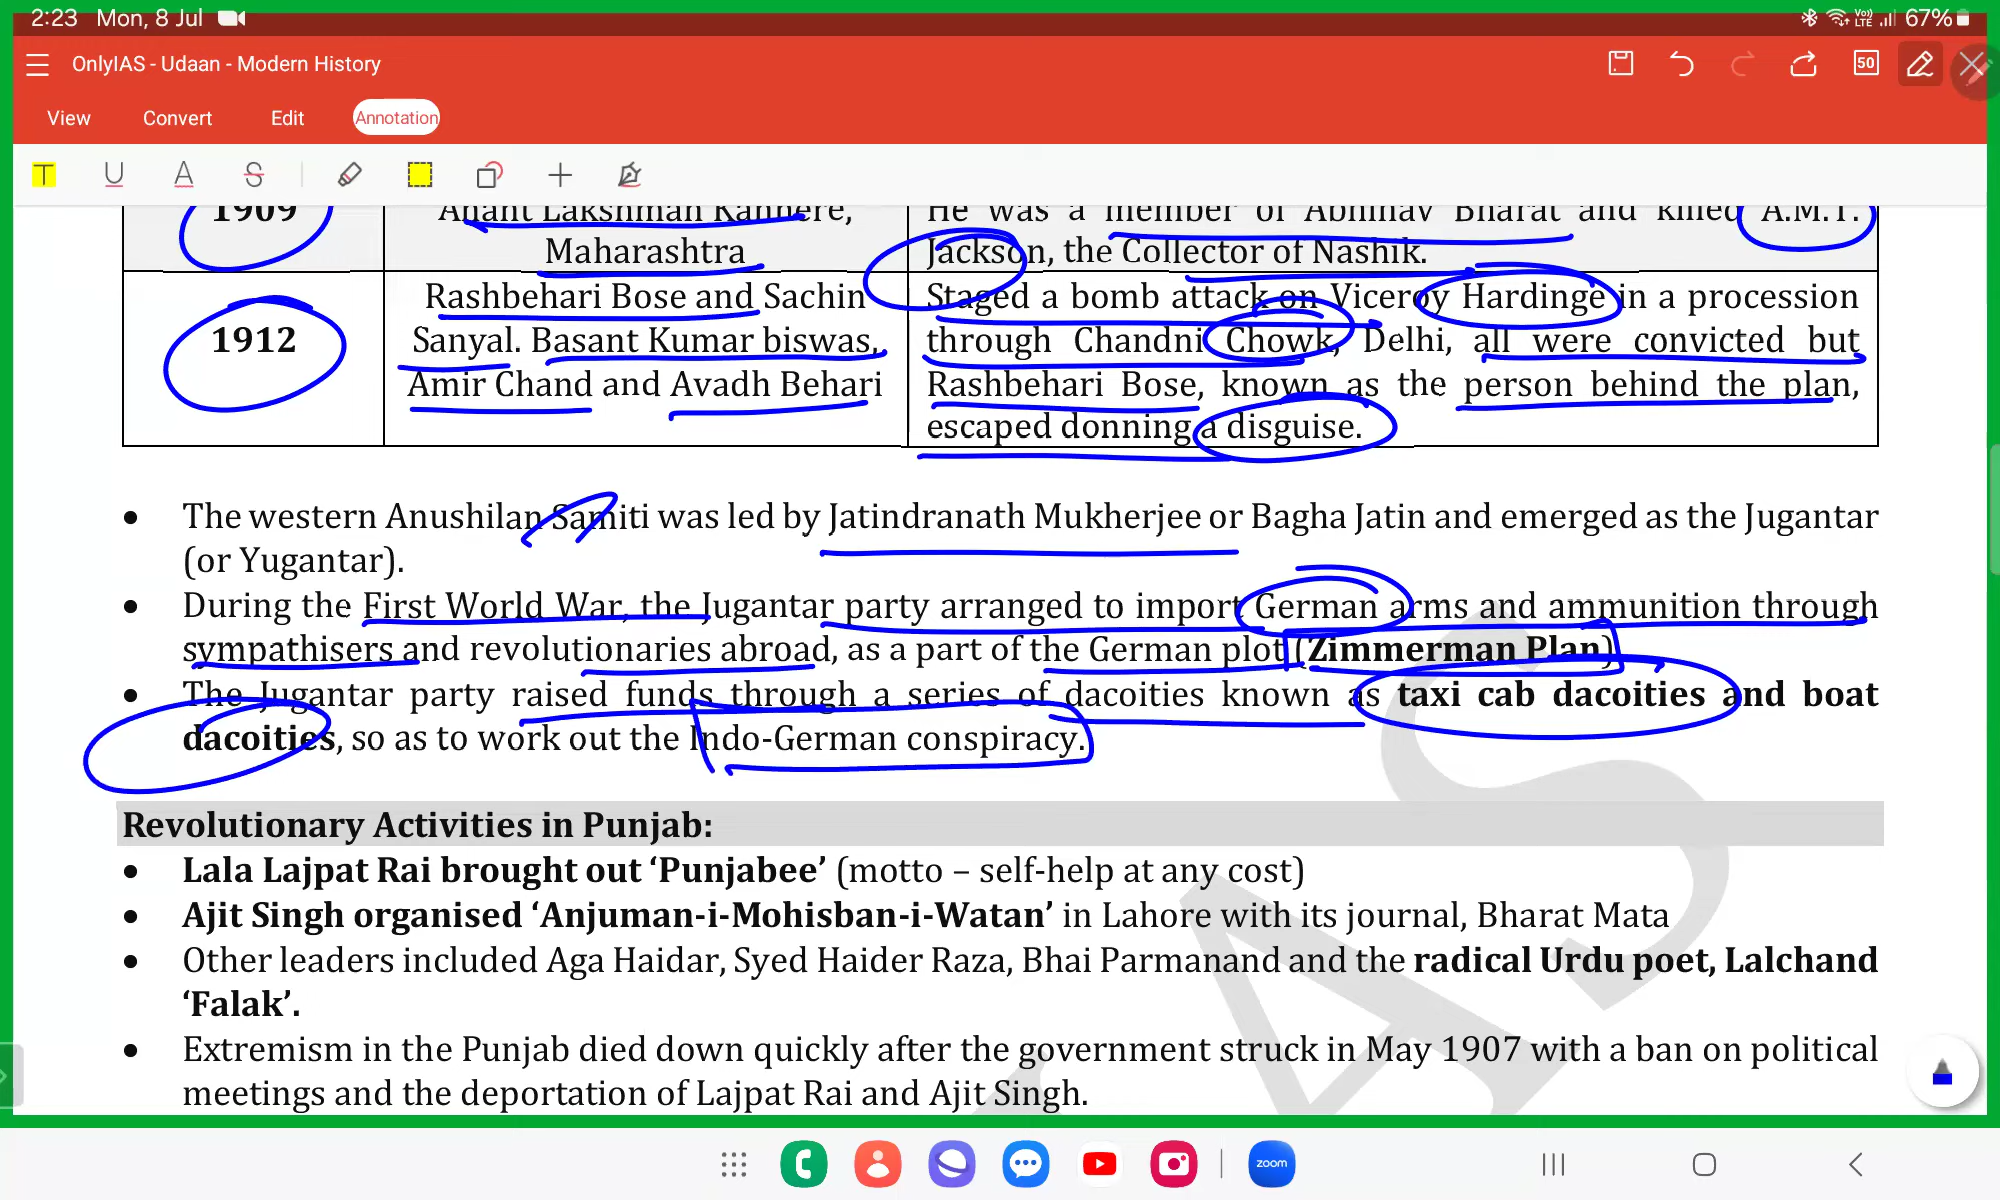 2:23 Mon, 8 Jul 67%
OnlyIAS - Udaan - Modern History
50
View Convert Edit Annotation
T U A S
1909 Anant Lakshman Kanhere, He was a member of Abhinav Bharat and killed A.M.T.
Maharashtra Jackson, the Collector of Nashik.
Rashbehari Bose and Sachin Staged a bomb attack on Viceroy Hardinge in a procession
1912 Sanyal. Basant Kumar biswas, through Chandni Chowk, Delhi, all were convicted but
Amir Chand and Avadh Behari Rashbehari Bose, known as the person behind the plan,
escaped donning a disguise.
• The western Anushilan Samiti was led by Jatindranath Mukherjee or Bagha Jatin and emerged as the Jugantar
(or Yugantar).
• During the First World War, the Jugantar party arranged to import German arms and ammunition through
sympathisers and revolutionaries abroad, as a part of the German plot (Zimmerman Plan)
• The Jugantar party raised funds through a series of dacoities known as taxi cab dacoities and boat
dacoities, so as to work out the Indo-German conspiracy.
Revolutionary Activities in Punjab:
• Lala Lajpat Rai brought out ‘Punjabee’ (motto – self-help at any cost)
• Ajit Singh organised ‘Anjuman-i-Mohisban-i-Watan’ in Lahore with its journal, Bharat Mata
• Other leaders included Aga Haidar, Syed Haider Raza, Bhai Parmanand and the radical Urdu poet, Lalchand
‘Falak’.
• Extremism in the Punjab died down quickly after the government struck in May 1907 with a ban on political
meetings and the deportation of Lajpat Rai and Ajit Singh.
zoom